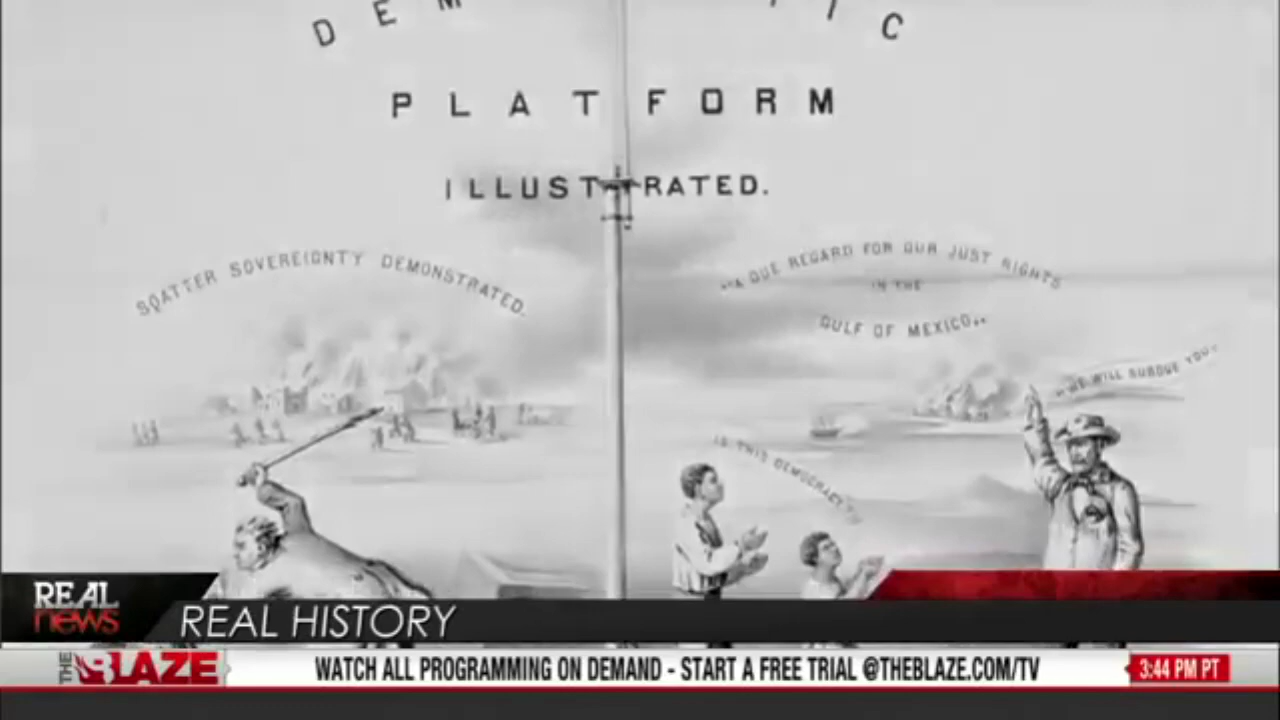 DEM TIC
PLATFORM
ILLUSTRATED.
SQATTER SOVEREIGNTY DEMONSTRATED.
"A DUE REGARD FOR OUR JUST RIGHTS
IN THE
GULF OF MEXICO"
"WE WILL SUBDUE YOU"
IS THIS DEMOCRACY
REAL
news
REAL HISTORY
THE BLAZE
WATCH ALL PROGRAMMING ON DEMAND - START A FREE TRIAL @THEBLAZE.COM/TV
3:44 PM PT